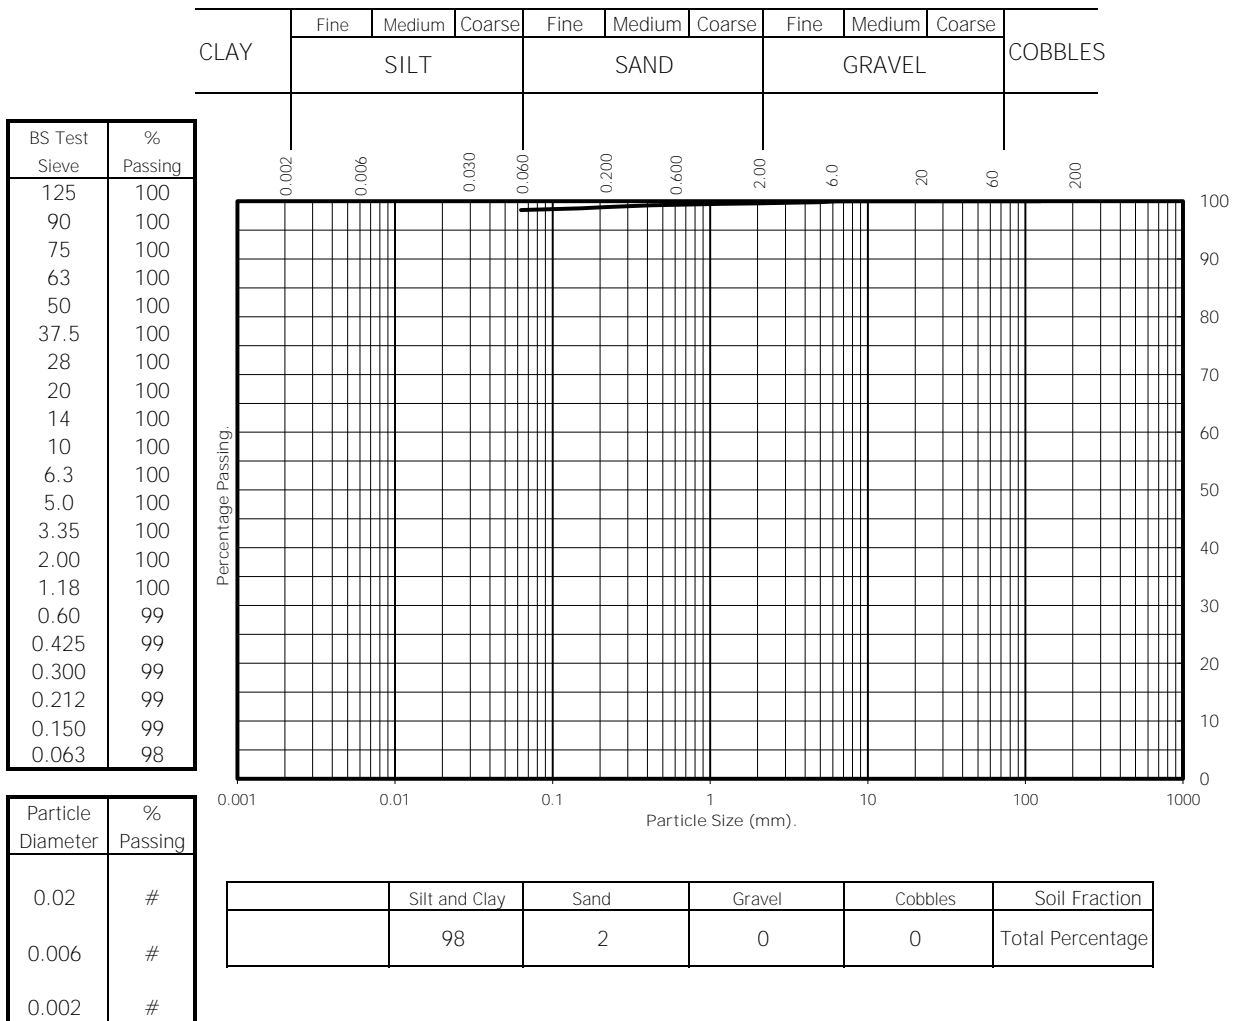 Fine Medium Coarse Fine Medium Coarse Fine Medium Coarse
CLAY SILT SAND GRAVEL COBBLES
BS Test %
Sieve Passing
125 100
90 100
75 100
63 100
50 100
37.5 100
28 100
20 100
14 100
10 100
6.3 100
5.0 100
3.35 100
2.00 100
1.18 100
0.60 99
0.425 99
0.300 99
0.212 99
0.150 99
0.063 98
0.002 0.006 0.030 0.060 0.200 0.600 2.00 6.0 20 60 200
Percentage Passing.
100
90
80
70
60
50
40
30
20
10
0
0.001 0.01 0.1 1 10 100 1000
Particle Size (mm).
Particle %
Diameter Passing
0.02 #
0.006 #
0.002 #
Silt and Clay Sand Gravel Cobbles Soil Fraction
98 2 0 0 Total Percentage